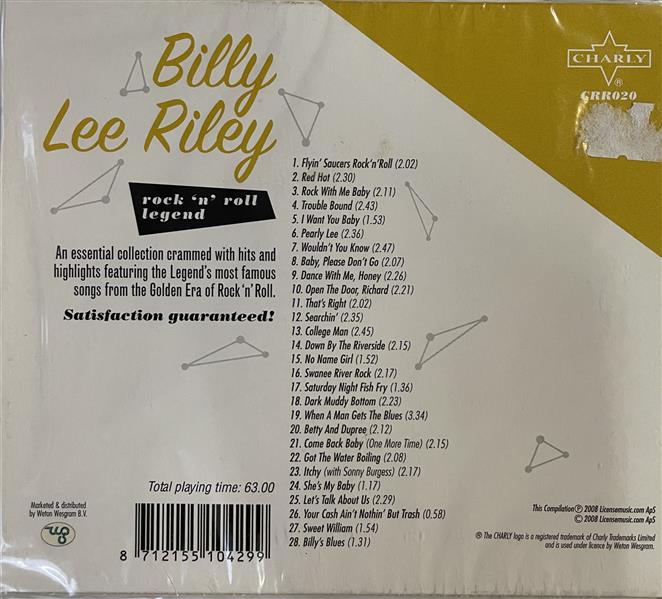 Billy
Lee Riley
rock 'n' roll
legend
An essential collection crammed with hits and
highlights featuring the Legend's most famous
songs from the Golden Era of Rock 'n' Roll.
Satisfaction guaranteed!
CHARLY
®
CRR020
1. Flyin' Saucers Rock'n'Roll (2.02)
2. Red Hot (2.30)
3. Rock With Me Baby (2.11)
4. Trouble Bound (2.43)
5. I Want You Baby (1.53)
6. Pearly Lee (2.36)
7. Wouldn't You Know (2.47)
8. Baby, Please Don't Go (2.07)
9. Dance With Me, Honey (2.26)
10. Open The Door, Richard (2.21)
11. That's Right (2.02)
12. Searchin' (2.35)
13. College Man (2.45)
14. Down By The Riverside (2.15)
15. No Name Girl (1.52)
16. Swanee River Rock (2.17)
17. Saturday Night Fish Fry (1.36)
18. Dark Muddy Bottom (2.23)
19. When A Man Gets The Blues (3.34)
20. Betty And Dupree (2.12)
21. Come Back Baby (One More Time) (2.15)
22. Got The Water Boiling (2.08)
23. Itchy (with Sonny Burgess) (2.17)
24. She's My Baby (1.17)
25. Let's Talk About Us (2.29)
26. Your Cash Ain't Nothin' But Trash (0.58)
27. Sweet William (1.54)
28. Billy's Blues (1.31)
Total playing time: 63.00
Marketed & distributed
by Weton Wesgram B.V.
wg
8 712155 104299
This Compilation ℗ 2008 Licensemusic.com ApS
© 2008 Licensemusic.com ApS
® The CHARLY logo is a registered trademark of Charly Trademarks Limited
and is used under licence by Weton Wesgram.